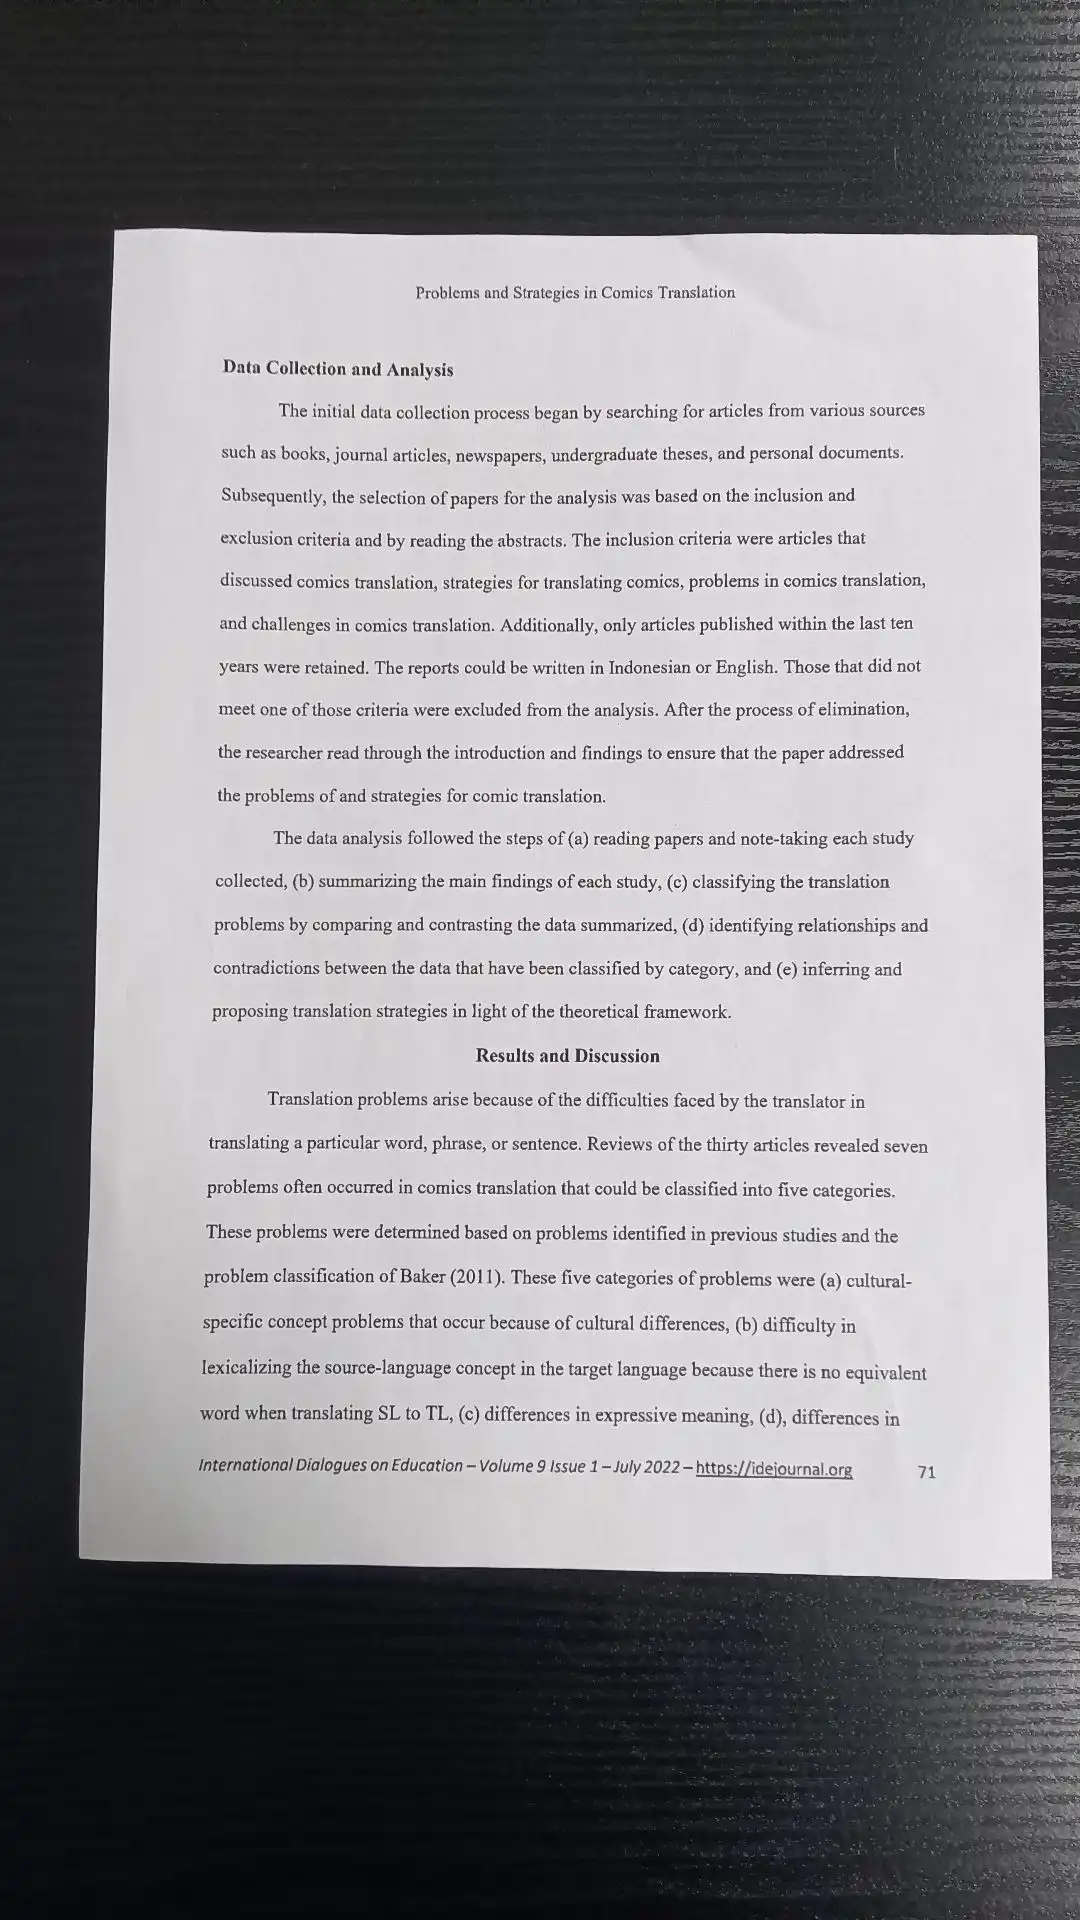 Problems and Strategies in Comics Translation
Data Collection and Analysis
The initial data collection process began by searching for articles from various sources
such as books, journal articles, newspapers, undergraduate theses, and personal documents.
Subsequently, the selection of papers for the analysis was based on the inclusion and
exclusion criteria and by reading the abstracts. The inclusion criteria were articles that
discussed comics translation, strategies for translating comics, problems in comics translation,
and challenges in comics translation. Additionally, only articles published within the last ten
years were retained. The reports could be written in Indonesian or English. Those that did not
meet one of those criteria were excluded from the analysis. After the process of elimination,
the researcher read through the introduction and findings to ensure that the paper addressed
the problems of and strategies for comic translation.
The data analysis followed the steps of (a) reading papers and note-taking each study
collected, (b) summarizing the main findings of each study, (c) classifying the translation
problems by comparing and contrasting the data summarized, (d) identifying relationships and
contradictions between the data that have been classified by category, and (e) inferring and
proposing translation strategies in light of the theoretical framework.
Results and Discussion
Translation problems arise because of the difficulties faced by the translator in
translating a particular word, phrase, or sentence. Reviews of the thirty articles revealed seven
problems often occurred in comics translation that could be classified into five categories.
These problems were determined based on problems identified in previous studies and the
problem classification of Baker (2011). These five categories of problems were (a) cultural-
specific concept problems that occur because of cultural differences, (b) difficulty in
lexicalizing the source-language concept in the target language because there is no equivalent
word when translating SL to TL, (c) differences in expressive meaning, (d), differences in
International Dialogues on Education – Volume 9 Issue 1 – July 2022 – https://idejournal.org 71